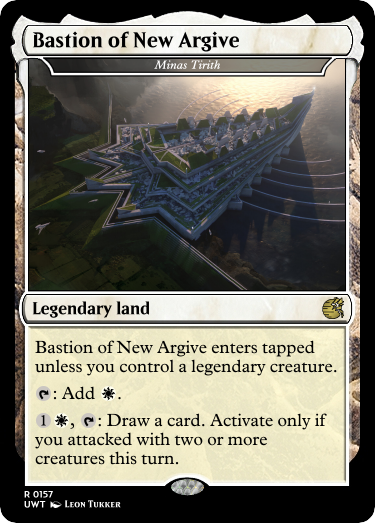 Bastion of New Argive
Minas Tirith
Legendary land
Bastion of New Argive enters tapped
unless you control a legendary creature.
: Add .
1 , : Draw a card. Activate only if
you attacked with two or more
creatures this turn.
R 0157
UWT Leon Tukker